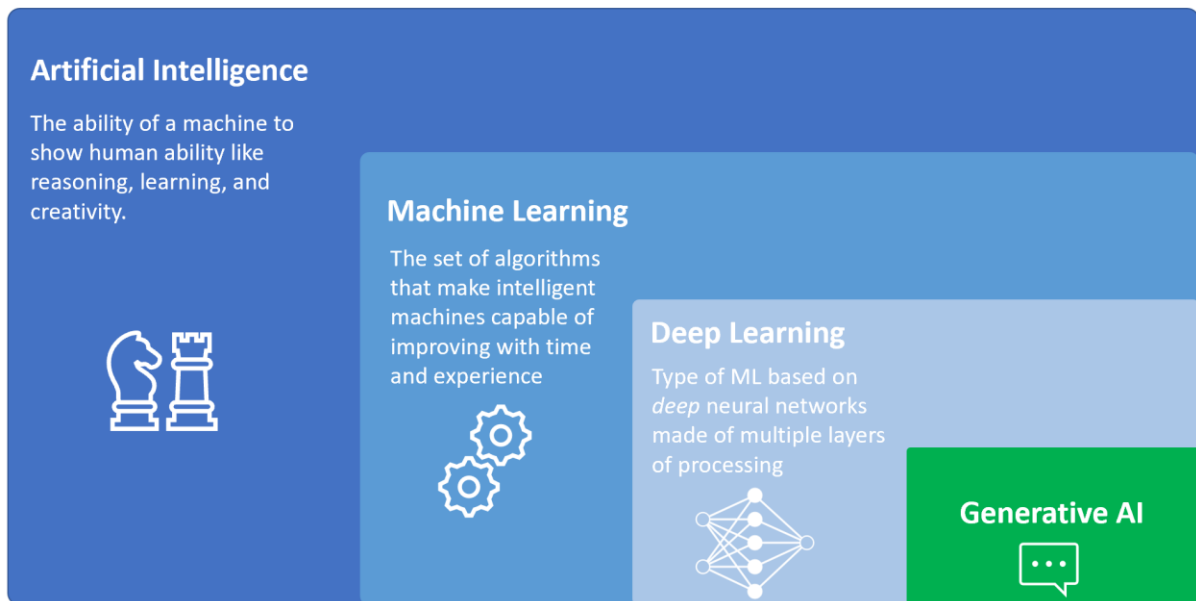 Artificial Intelligence
The ability of a machine to
show human ability like
reasoning, learning, and
creativity.
Machine Learning
The set of algorithms
that make intelligent
machines capable of
improving with time
and experience
Deep Learning
Type of ML based on
deep neural networks
made of multiple layers
of processing
Generative AI